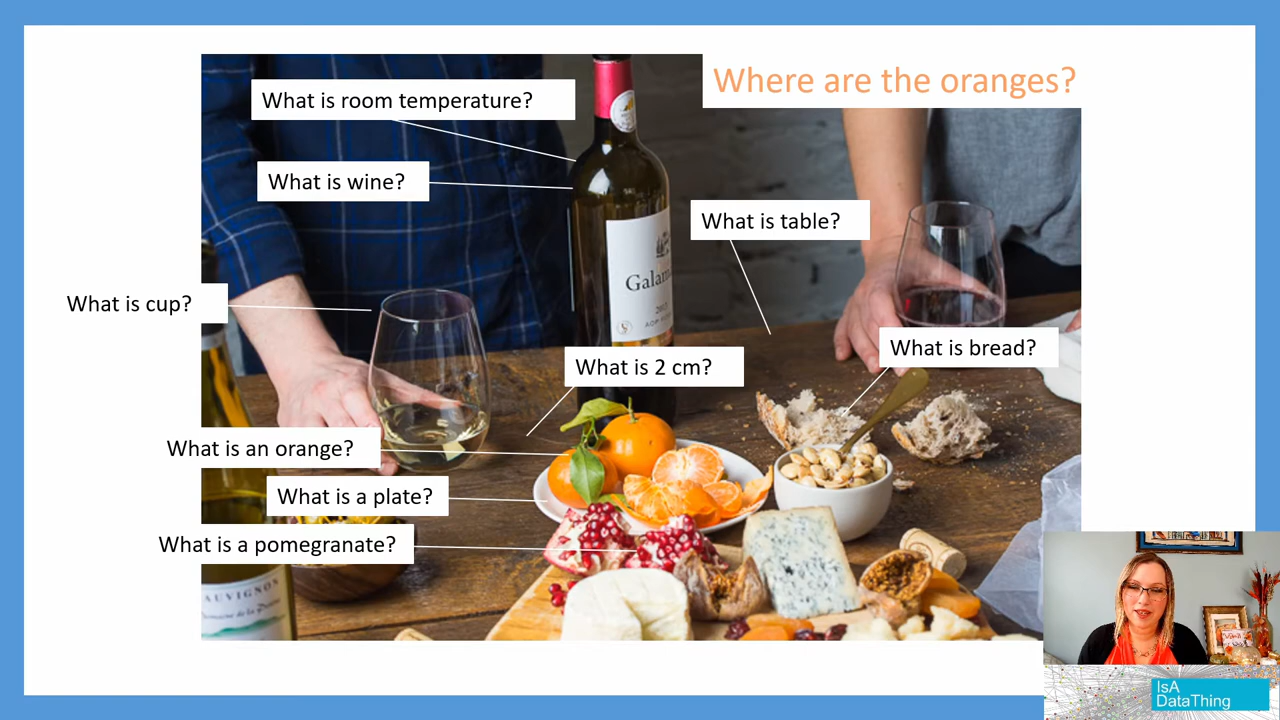 Where are the oranges?
What is room temperature?
What is wine?
What is table?
What is cup?
What is bread?
What is 2 cm?
What is an orange?
What is a plate?
What is a pomegranate?
AUVIGNON
IsA
DataThing